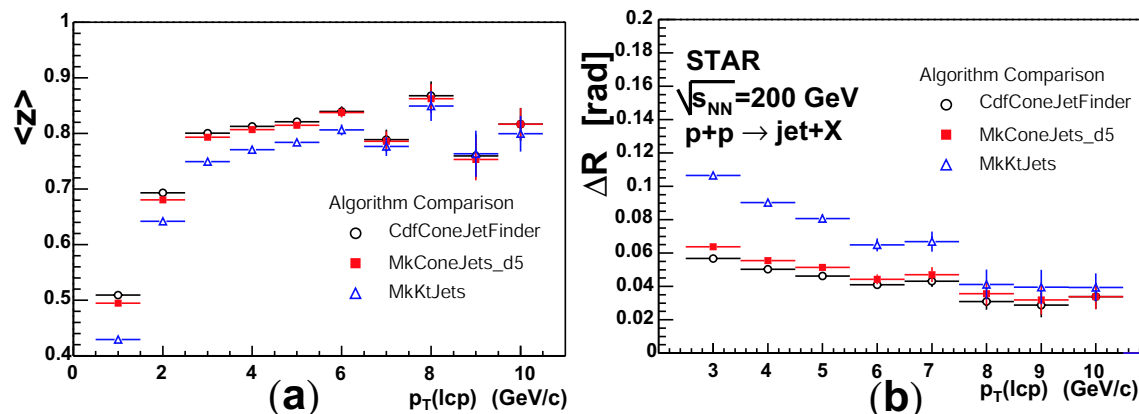 1
0.9
0.8
0.7
0.6
0.5
0.4
<z>
Algorithm Comparison
CdfConeJetFinder
MkConeJets_d5
MkKtJets
0 2 4 6 8 10
(a) p_T(lcp) (GeV/c)
0.2
0.18
0.16
0.14
0.12
0.1
0.08
0.06
0.04
0.02
0
ΔR [rad]
STAR
√s_NN=200 GeV
p+p → jet+X
Algorithm Comparison
CdfConeJetFinder
MkConeJets_d5
MkKtJets
3 4 5 6 7 8 9 10
(b) p_T(lcp) (GeV/c)